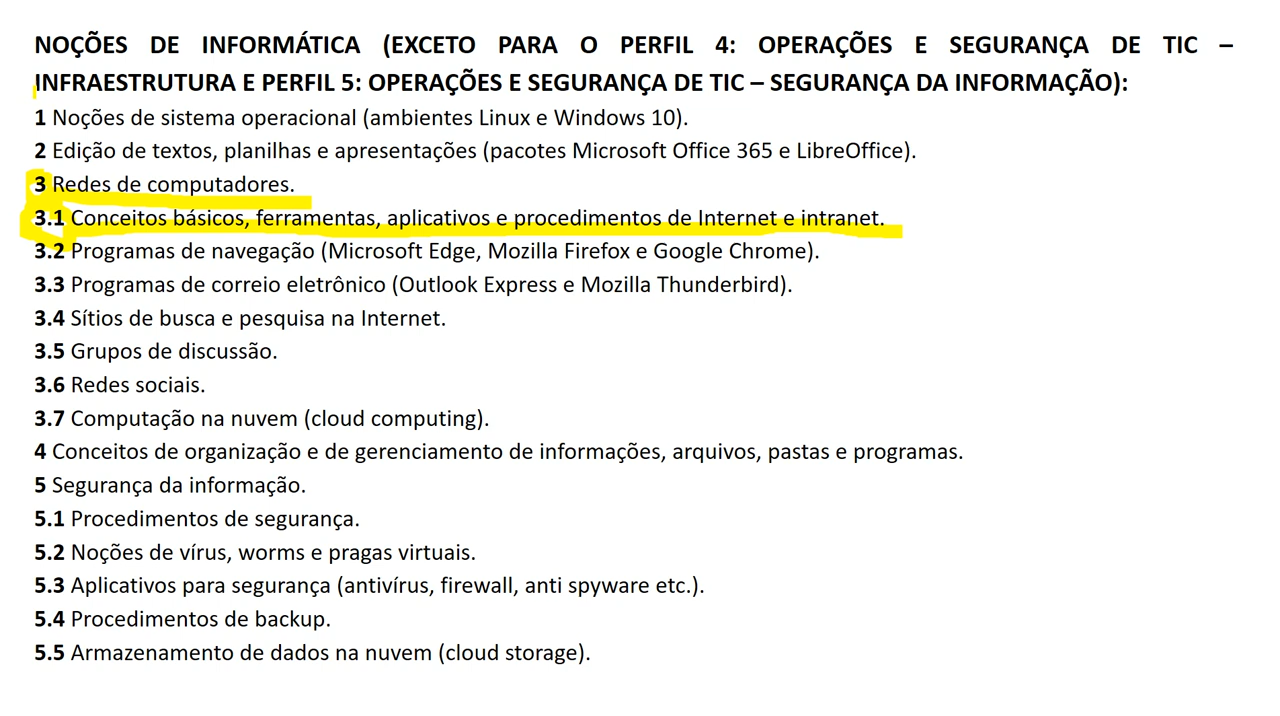 NOÇÕES DE INFORMÁTICA (EXCETO PARA O PERFIL 4: OPERAÇÕES E SEGURANÇA DE TIC –
INFRAESTRUTURA E PERFIL 5: OPERAÇÕES E SEGURANÇA DE TIC – SEGURANÇA DA INFORMAÇÃO):
1 Noções de sistema operacional (ambientes Linux e Windows 10).
2 Edição de textos, planilhas e apresentações (pacotes Microsoft Office 365 e LibreOffice).
3 Redes de computadores.
3.1 Conceitos básicos, ferramentas, aplicativos e procedimentos de Internet e intranet.
3.2 Programas de navegação (Microsoft Edge, Mozilla Firefox e Google Chrome).
3.3 Programas de correio eletrônico (Outlook Express e Mozilla Thunderbird).
3.4 Sítios de busca e pesquisa na Internet.
3.5 Grupos de discussão.
3.6 Redes sociais.
3.7 Computação na nuvem (cloud computing).
4 Conceitos de organização e de gerenciamento de informações, arquivos, pastas e programas.
5 Segurança da informação.
5.1 Procedimentos de segurança.
5.2 Noções de vírus, worms e pragas virtuais.
5.3 Aplicativos para segurança (antivírus, firewall, anti spyware etc.).
5.4 Procedimentos de backup.
5.5 Armazenamento de dados na nuvem (cloud storage).